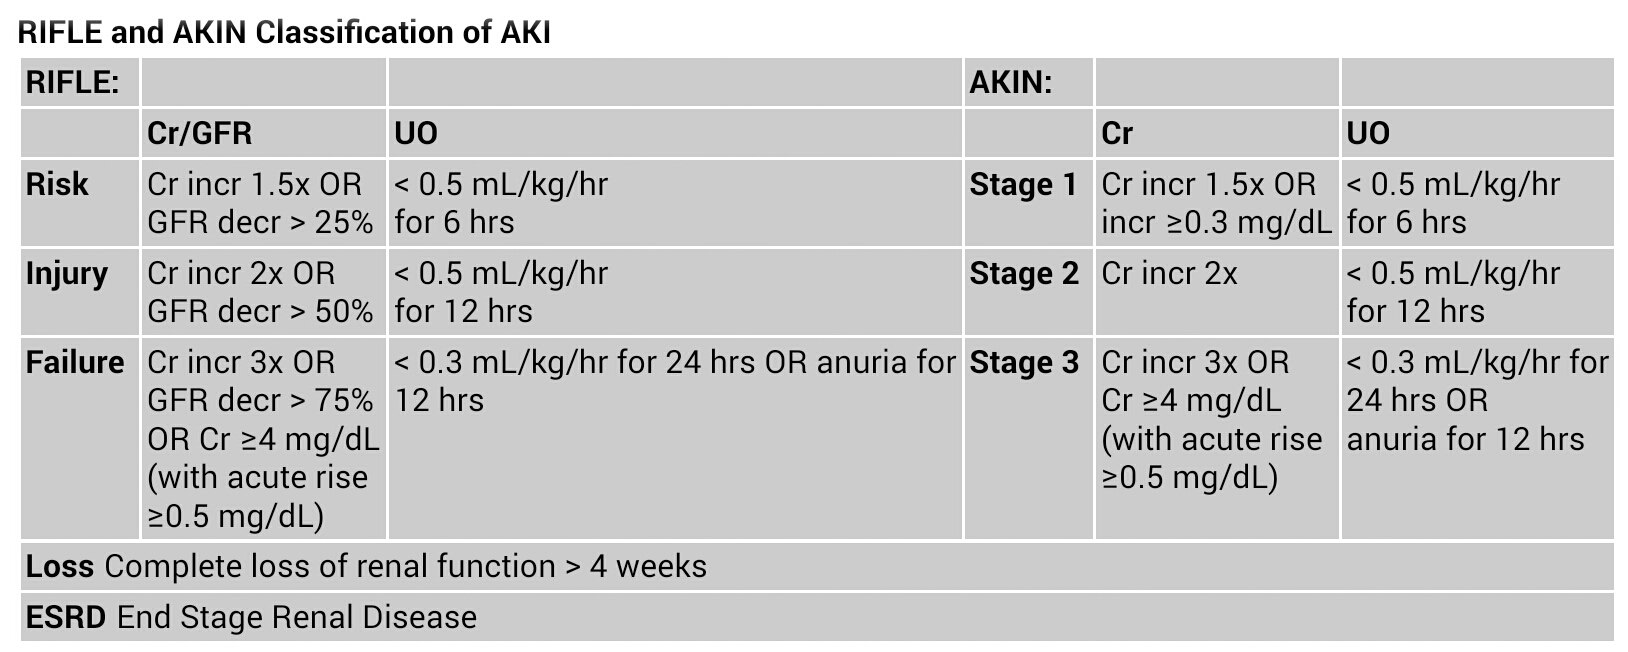 RIFLE and AKIN Classification of AKI
RIFLE: AKIN:
Cr/GFR UO Cr UO
Risk
Cr incr 1.5x OR
GFR decr > 25%
< 0.5 mL/kg/hr
for 6 hrs
Stage 1
Cr incr 1.5x OR
incr ≥0.3 mg/dL
< 0.5 mL/kg/hr
for 6 hrs
Injury
Cr incr 2x OR
GFR decr > 50%
< 0.5 mL/kg/hr
for 12 hrs
Stage 2
Cr incr 2x
< 0.5 mL/kg/hr
for 12 hrs
Failure
Cr incr 3x OR
GFR decr > 75%
OR Cr ≥4 mg/dL
(with acute rise
≥0.5 mg/dL)
< 0.3 mL/kg/hr for 24 hrs OR anuria for
12 hrs
Stage 3
Cr incr 3x OR
Cr ≥4 mg/dL
(with acute rise
≥0.5 mg/dL)
< 0.3 mL/kg/hr for
24 hrs OR
anuria for 12 hrs
Loss Complete loss of renal function > 4 weeks
ESRD End Stage Renal Disease